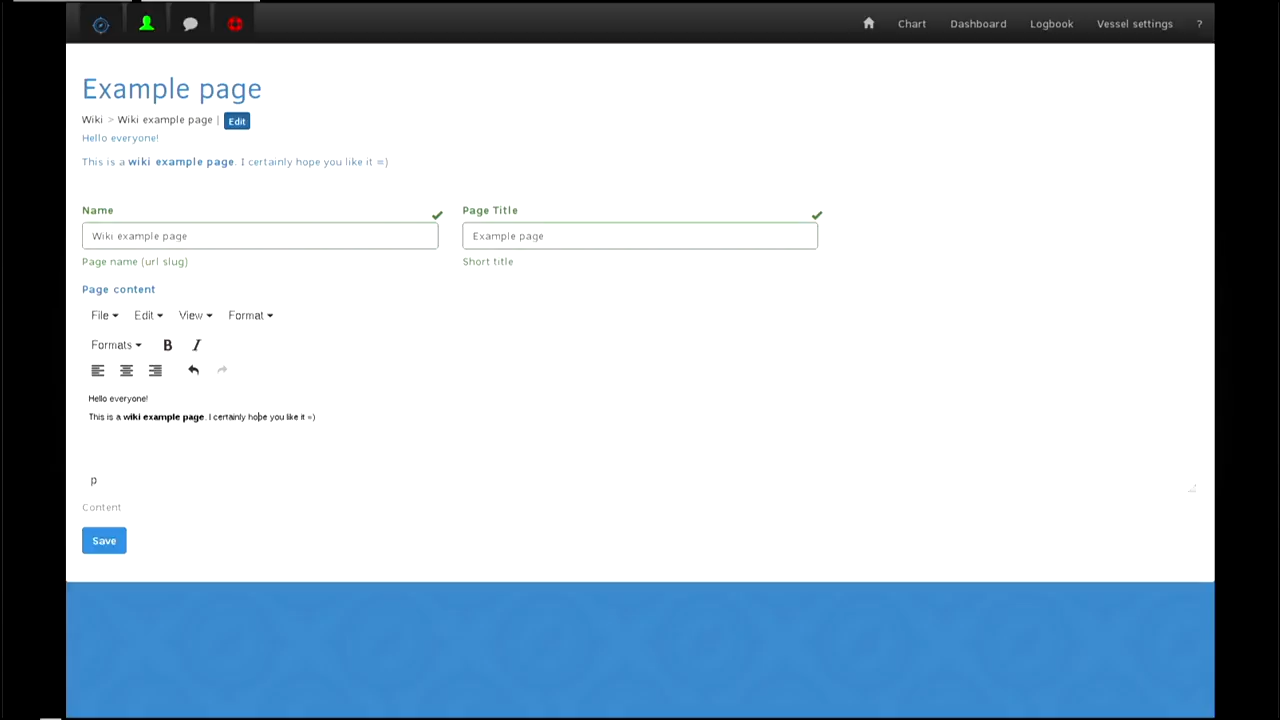 Chart Dashboard Logbook Vessel settings ?
Example page
Wiki > Wiki example page | Edit
Hello everyone!
This is a wiki example page. I certainly hope you like it =)
Name Page Title
Wiki example page Example page
Page name (url slug) Short title
Page content
File Edit View Format
Formats B I
Hello everyone!
This is a wiki example page. I certainly hope you like it =)
p
Content
Save